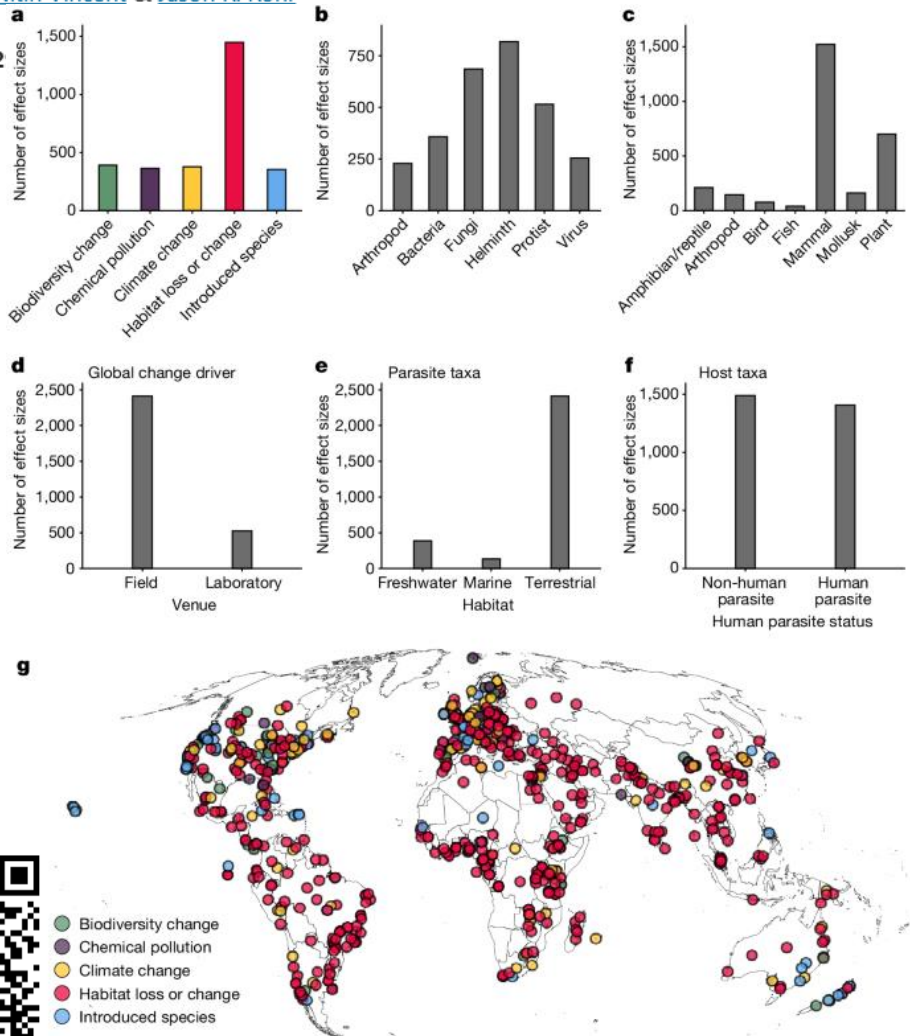 a
Number of effect sizes
1,500
1,000
500
0
Biodiversity change
Chemical pollution
Climate change
Habitat loss or change
Introduced species
Global change driver
b
Number of effect sizes
750
500
250
0
Arthropod
Bacteria
Fungi
Helminth
Protist
Virus
Parasite taxa
c
Number of effect sizes
1,500
1,000
500
0
Amphibian/reptile
Arthropod
Bird
Fish
Mammal
Mollusk
Plant
Host taxa
d
Number of effect sizes
2,500
2,000
1,500
1,000
500
0
Field
Laboratory
Venue
e
Number of effect sizes
2,500
2,000
1,500
1,000
500
0
Freshwater
Marine
Terrestrial
Habitat
f
Number of effect sizes
1,500
1,000
500
0
Non-human
parasite
Human
parasite
Human parasite status
g
Biodiversity change
Chemical pollution
Climate change
Habitat loss or change
Introduced species